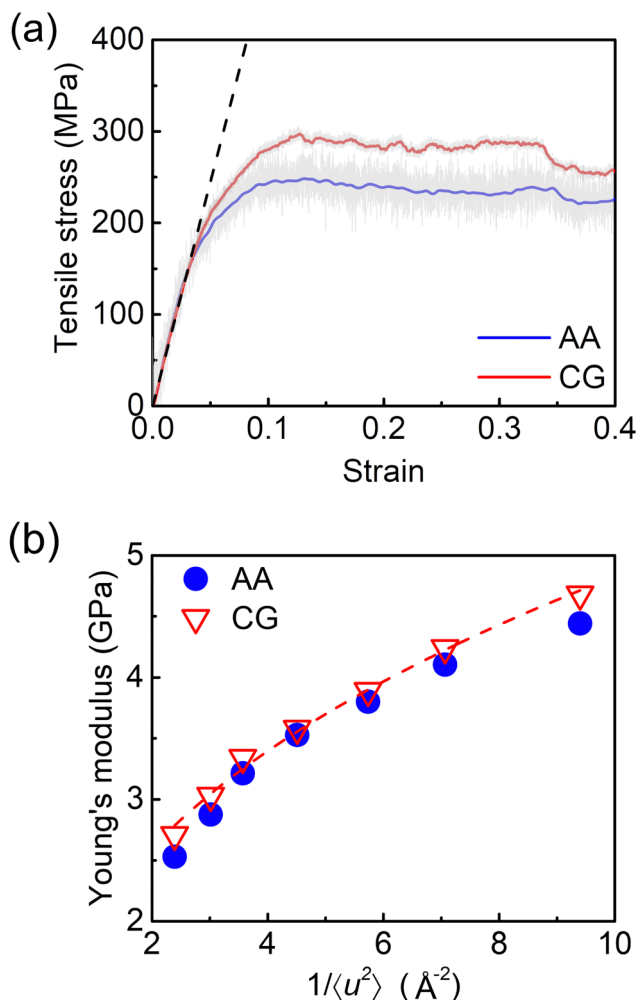 (a)
400
300
200
100
0
Tensile stress (MPa)
AA
CG
0.0 0.1 0.2 0.3 0.4
Strain
(b)
5
4
3
2
Young's modulus (GPa)
AA
CG
2 4 6 8 10
1/⟨u²⟩ (Å⁻²)